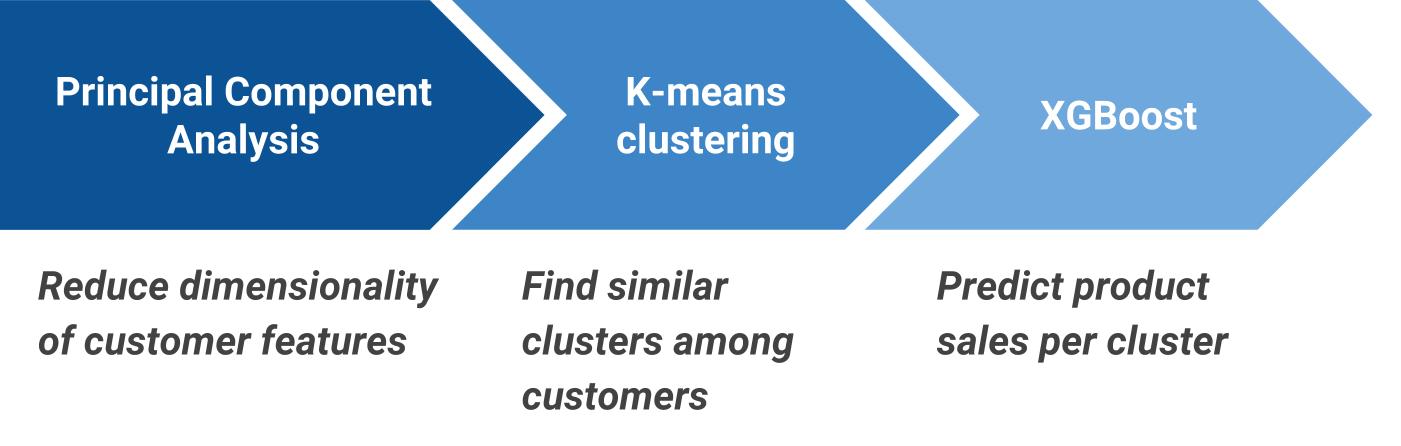 Principal Component
Analysis
K-means
clustering
XGBoost
Reduce dimensionality
of customer features
Find similar
clusters among
customers
Predict product
sales per cluster